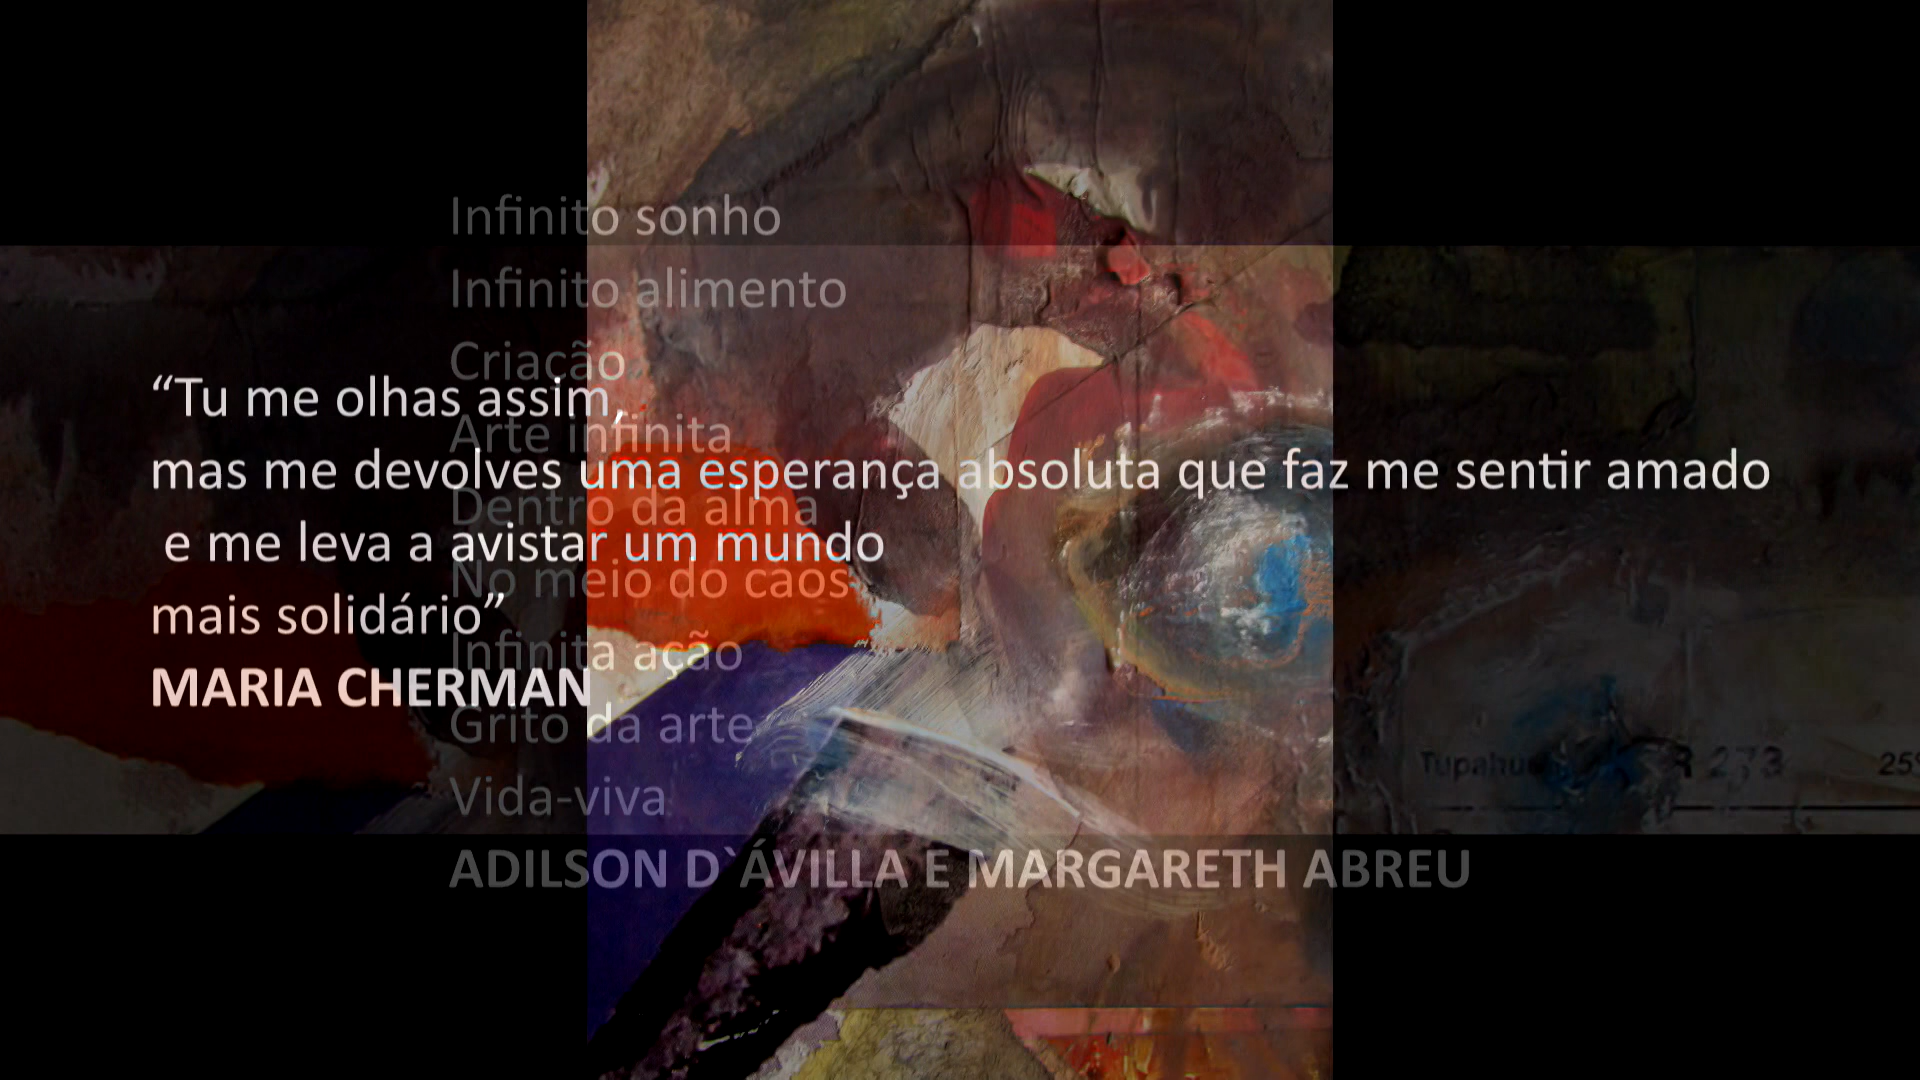 Infinito sonho
Infinito alimento
Criação
Arte infinita
Dentro da alma
No meio do caos
Infinita ação
Grito da arte
Vida-viva
ADILSON D`ÁVILLA E MARGARETH ABREU
“Tu me olhas assim,
mas me devolves uma esperança absoluta que faz me sentir amado
e me leva a avistar um mundo
mais solidário”
MARIA CHERMAN
273
25